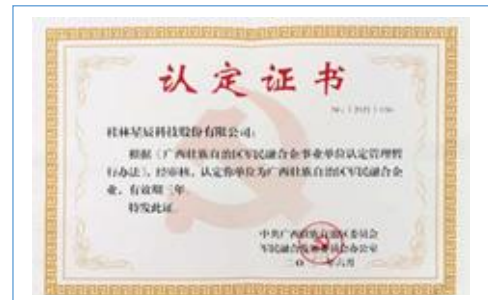 认定证书
桂林星辰科技股份有限公司:
根据《广西壮族自治区军民融合企事业单位认定管理暂
行办法》,经审核,认定你单位为广西壮族自治区军民融合企
业,有效期三年。
特发此证。
中共广西壮族自治区委员会
军民融合发展委员会办公室
年六月